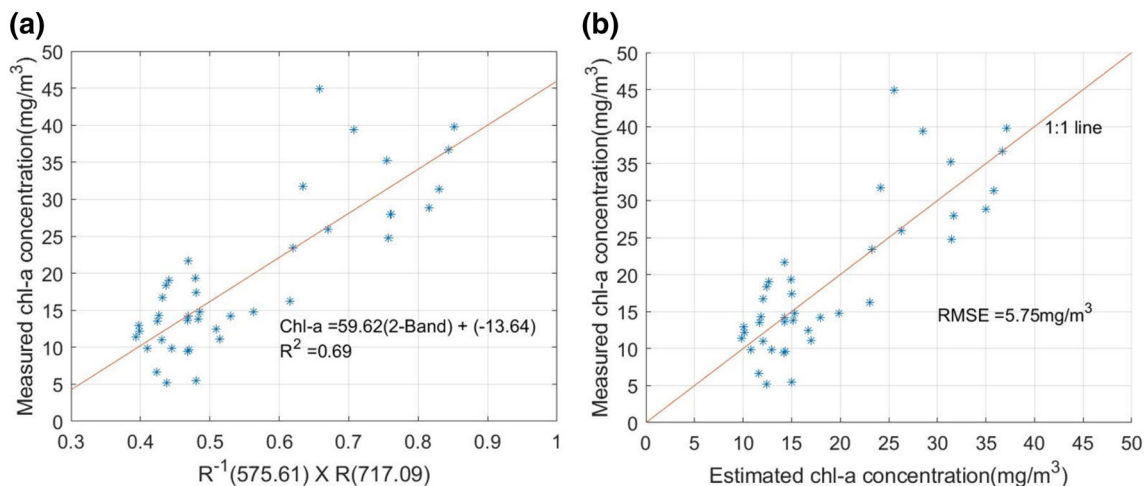 (a)
Measured chl-a concentration(mg/m³)
50
45
40
35
30
25
20
15
10
5
0
0.3 0.4 0.5 0.6 0.7 0.8 0.9 1
Chl-a =59.62(2-Band) + (-13.64)
R² =0.69
R⁻¹(575.61) X R(717.09)
(b)
Measured chl-a concentration(mg/m³)
50
45
40
35
30
25
20
15
10
5
0
0 5 10 15 20 25 30 35 40 45 50
1:1 line
RMSE =5.75mg/m³
Estimated chl-a concentration(mg/m³)